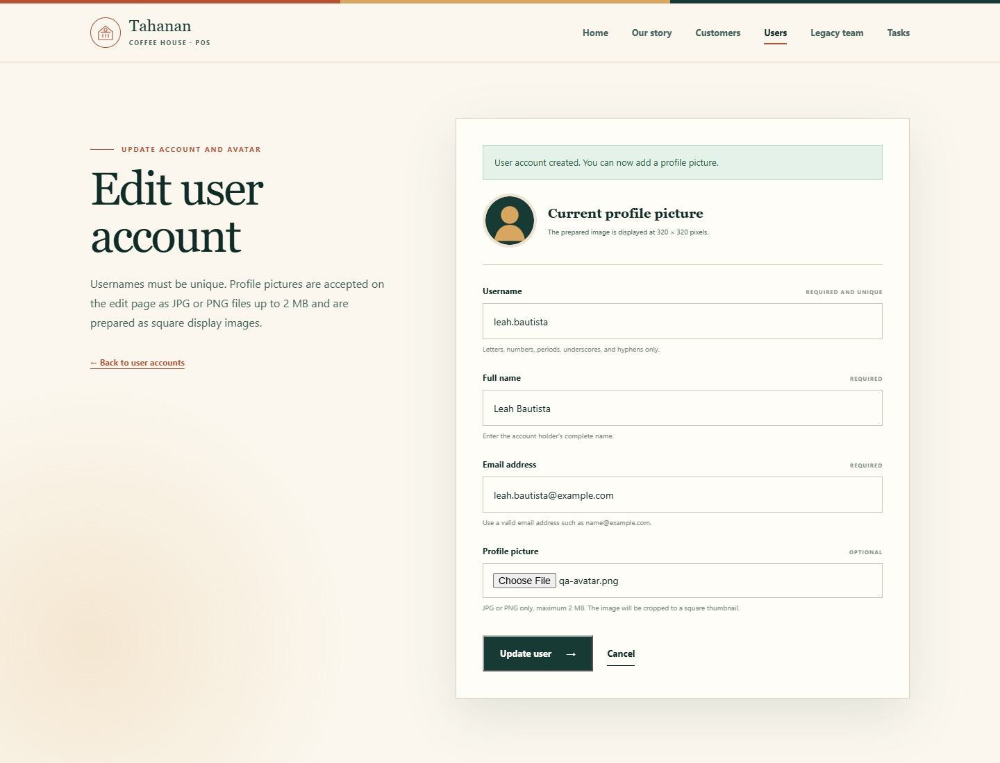 Tahanan
COFFEE HOUSE · POS
Home
Our story
Customers
Users
Legacy team
Tasks
UPDATE ACCOUNT AND AVATAR
Edit user
account
Usernames must be unique. Profile pictures are accepted on
the edit page as JPG or PNG files up to 2 MB and are
prepared as square display images.
← Back to user accounts
User account created. You can now add a profile picture.
Current profile picture
The prepared image is displayed at 320 × 320 pixels.
Username
REQUIRED AND UNIQUE
leah.bautista
Letters, numbers, periods, underscores, and hyphens only.
Full name
REQUIRED
Leah Bautista
Enter the account holder's complete name.
Email address
REQUIRED
leah.bautista@example.com
Use a valid email address such as name@example.com.
Profile picture
OPTIONAL
Choose File qa-avatar.png
JPG or PNG only, maximum 2 MB. The image will be cropped to a square thumbnail.
Update user →
Cancel